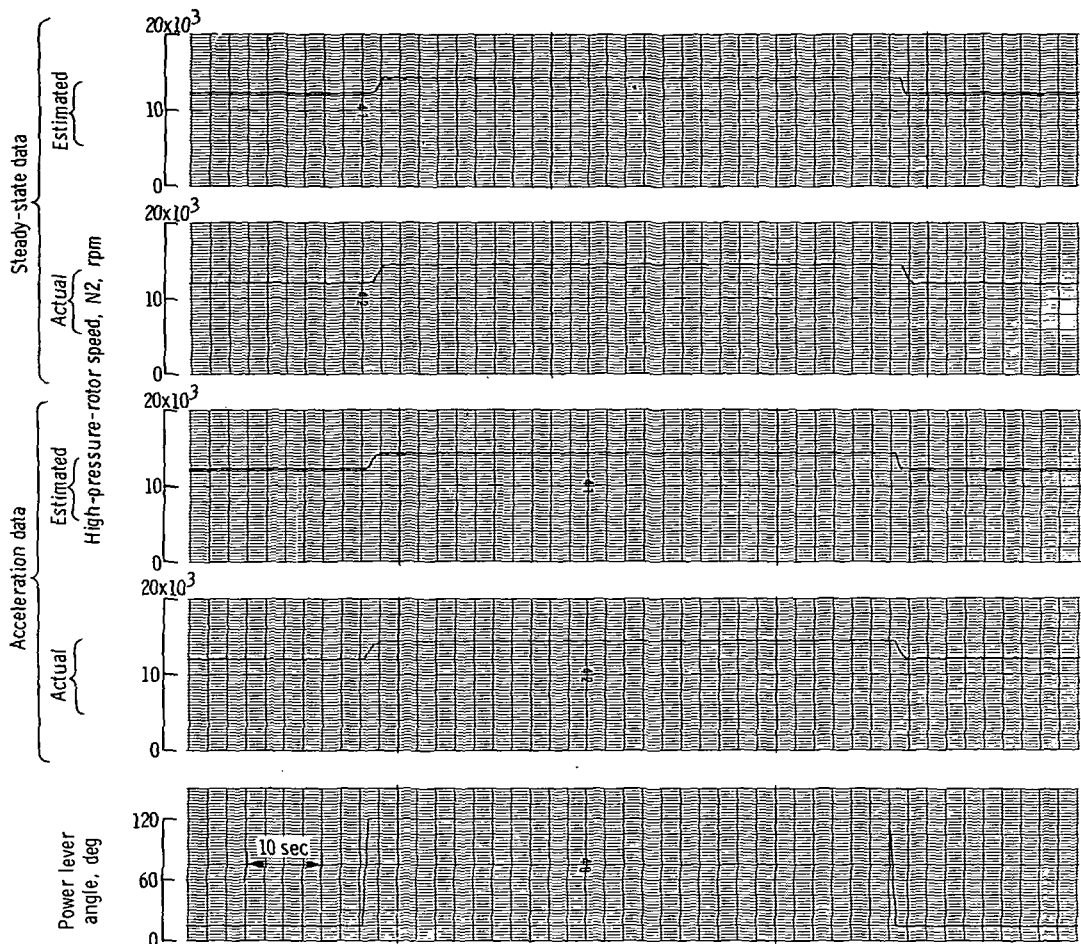 Steady-state data
Acceleration data
High-pressure-rotor speed, N2, rpm
Estimated
20x10³
10
0
Actual
20x10³
10
0
Estimated
20x10³
10
0
Actual
20x10³
10
0
Power lever
angle, deg
120
60
0
10 sec